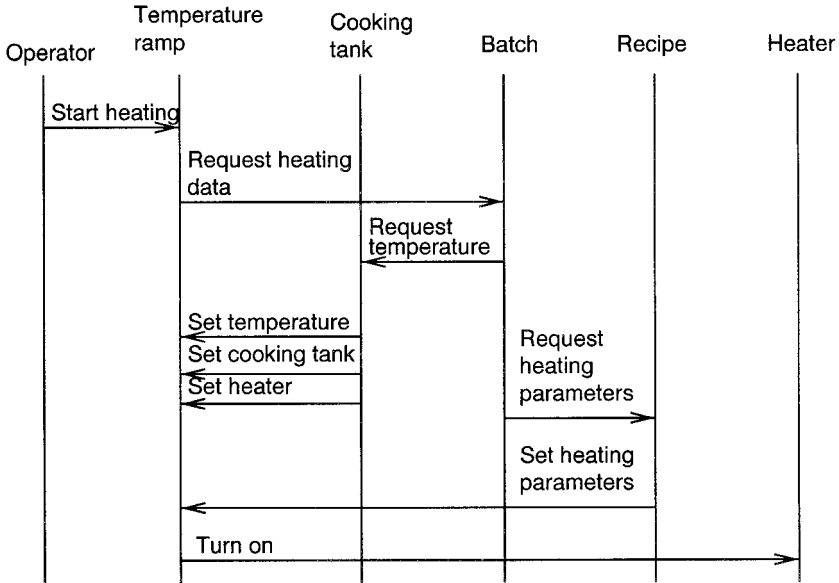 Operator
Temperature
ramp
Cooking
tank
Batch
Recipe
Heater
Start heating
Request heating
data
Request
temperature
Set temperature
Set cooking tank
Set heater
Request
heating
parameters
Set heating
parameters
Turn on